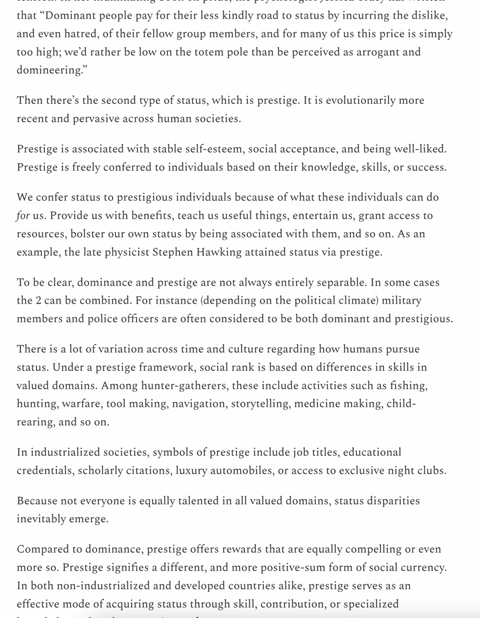 that “Dominant people pay for their less kindly road to status by incurring the dislike,
and even hatred, of their fellow group members, and for many of us this price is simply
too high; we’d rather be low on the totem pole than be perceived as arrogant and
domineering.”
Then there’s the second type of status, which is prestige. It is evolutionarily more
recent and pervasive across human societies.
Prestige is associated with stable self-esteem, social acceptance, and being well-liked.
Prestige is freely conferred to individuals based on their knowledge, skills, or success.
We confer status to prestigious individuals because of what these individuals can do
for us. Provide us with benefits, teach us useful things, entertain us, grant access to
resources, bolster our own status by being associated with them, and so on. As an
example, the late physicist Stephen Hawking attained status via prestige.
To be clear, dominance and prestige are not always entirely separable. In some cases
the 2 can be combined. For instance (depending on the political climate) military
members and police officers are often considered to be both dominant and prestigious.
There is a lot of variation across time and culture regarding how humans pursue
status. Under a prestige framework, social rank is based on differences in skills in
valued domains. Among hunter-gatherers, these include activities such as fishing,
hunting, warfare, tool making, navigation, storytelling, medicine making, child-
rearing, and so on.
In industrialized societies, symbols of prestige include job titles, educational
credentials, scholarly citations, luxury automobiles, or access to exclusive night clubs.
Because not everyone is equally talented in all valued domains, status disparities
inevitably emerge.
Compared to dominance, prestige offers rewards that are equally compelling or even
more so. Prestige signifies a different, and more positive-sum form of social currency.
In both non-industrialized and developed countries alike, prestige serves as an
effective mode of acquiring status through skill, contribution, or specialized